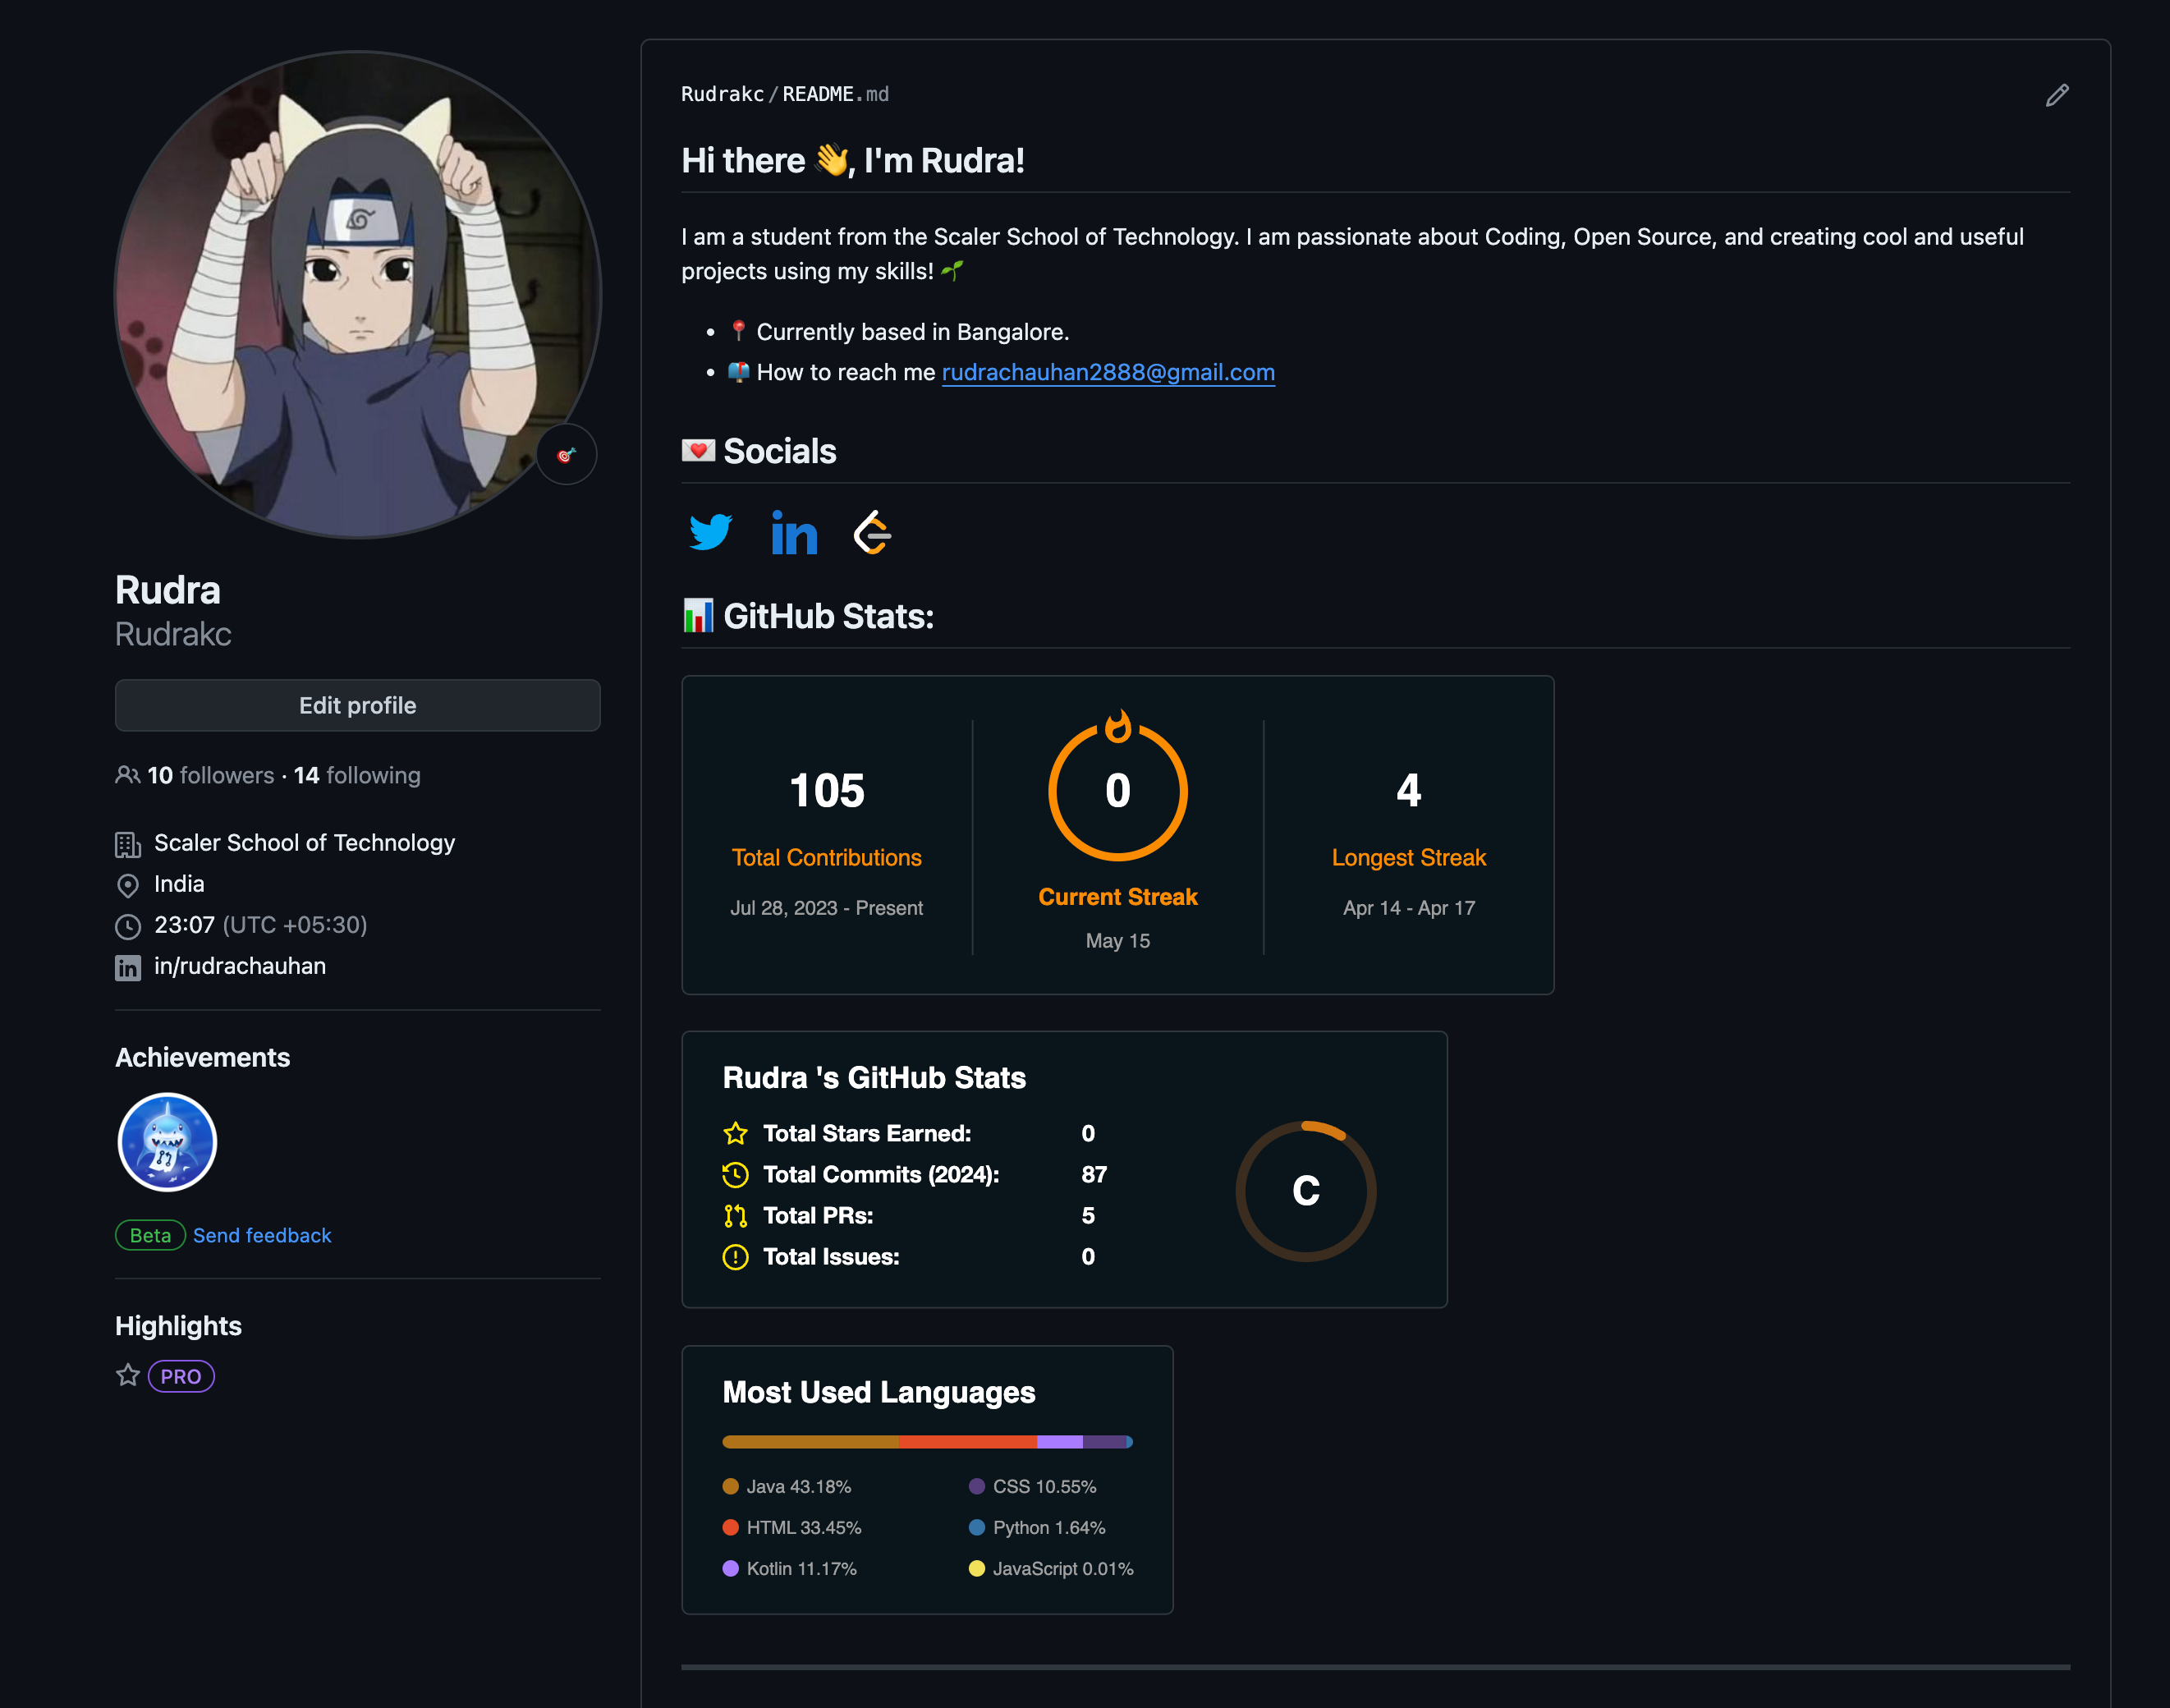 Rudra
Rudrakc
Edit profile
10 followers · 14 following
Scaler School of Technology
India
23:07 (UTC +05:30)
in/rudrachauhan
Achievements
Beta Send feedback
Highlights
PRO
Rudrakc/README.md
Hi there 👋, I'm Rudra!
I am a student from the Scaler School of Technology. I am passionate about Coding, Open Source, and creating cool and useful
projects using my skills! 🌱
• 📍 Currently based in Bangalore.
• 📫 How to reach me rudrachauhan2888@gmail.com
💌 Socials
📊 GitHub Stats:
105
Total Contributions
Jul 28, 2023 - Present
0
Current Streak
May 15
4
Longest Streak
Apr 14 - Apr 17
Rudra 's GitHub Stats
Total Stars Earned: 0
Total Commits (2024): 87
Total PRs: 5
Total Issues: 0
C
Most Used Languages
Java 43.18%
HTML 33.45%
Kotlin 11.17%
CSS 10.55%
Python 1.64%
JavaScript 0.01%